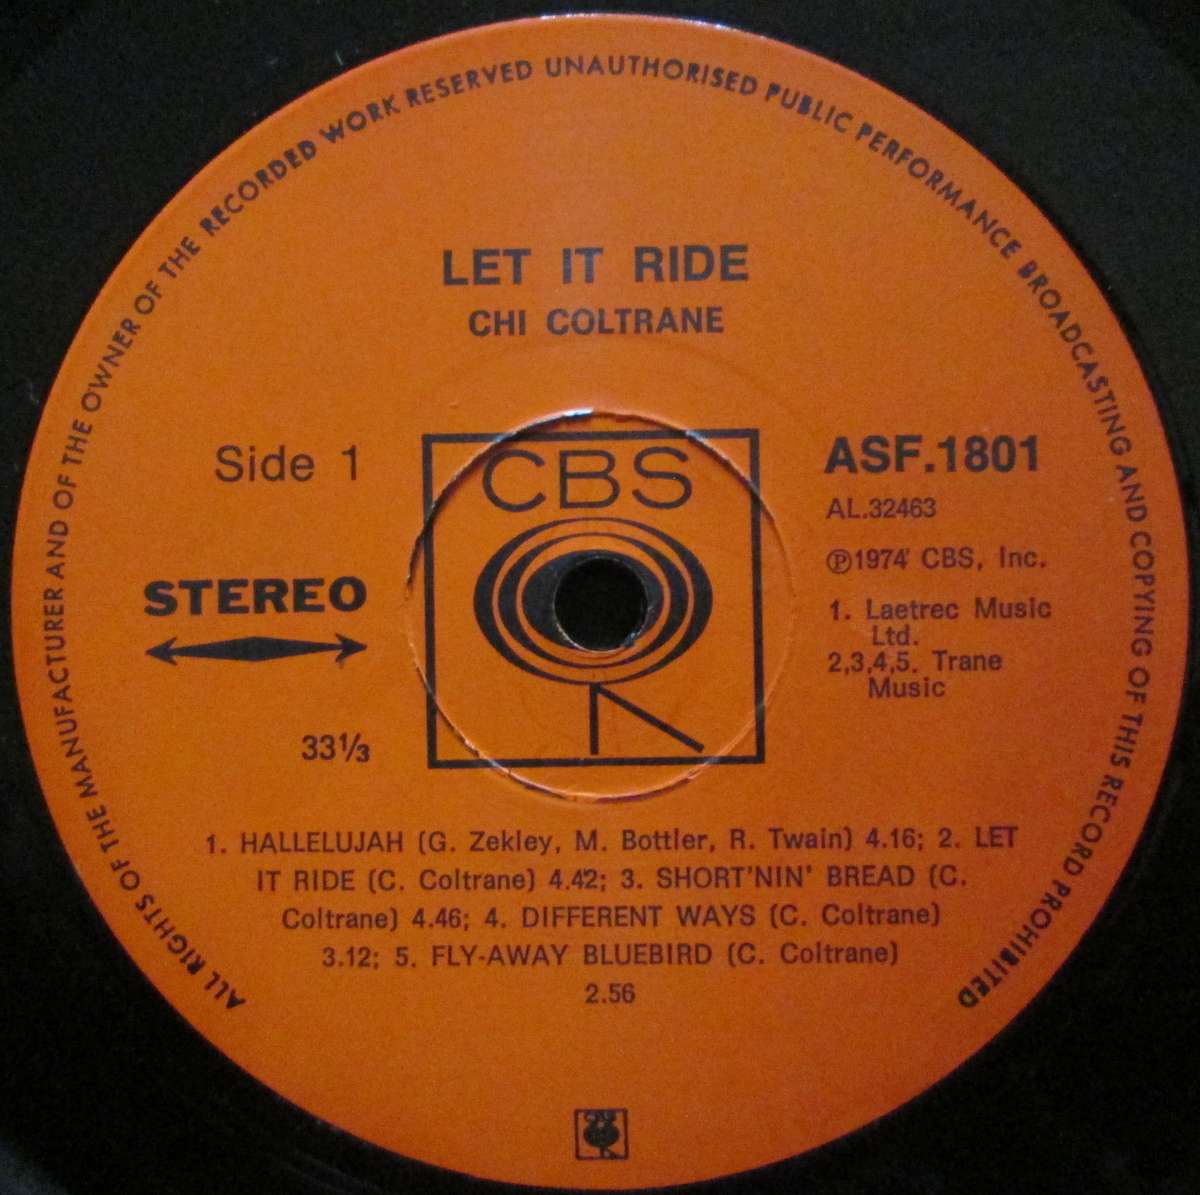 ALL RIGHTS OF THE MANUFACTURER AND OF THE OWNER OF THE RECORDED WORK RESERVED UNAUTHORISED PUBLIC PERFORMANCE BROADCASTING AND COPYING OF THIS RECORD PROHIBITED
LET IT RIDE
CHI COLTRANE
Side 1
STEREO
33⅓
CBS
ASF.1801
AL.32463
℗1974 CBS, Inc.
1. Laetrec Music
Ltd.
2,3,4,5. Trane
Music
1. HALLELUJAH (G. Zekley, M. Bottler, R. Twain) 4.16; 2. LET
IT RIDE (C. Coltrane) 4.42; 3. SHORT'NIN' BREAD (C.
Coltrane) 4.46; 4. DIFFERENT WAYS (C. Coltrane)
3.12; 5. FLY-AWAY BLUEBIRD (C. Coltrane)
2.56